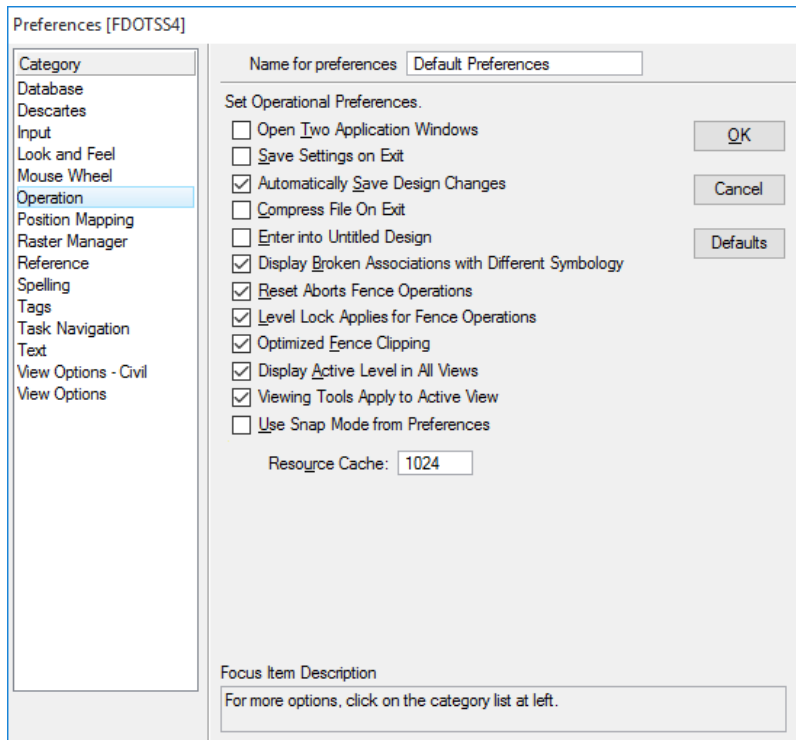 Preferences [FDOTSS4]
Category
Database
Descartes
Input
Look and Feel
Mouse Wheel
Operation
Position Mapping
Raster Manager
Reference
Spelling
Tags
Task Navigation
Text
View Options - Civil
View Options
Name for preferences Default Preferences
Set Operational Preferences.
Open Two Application Windows
Save Settings on Exit
Automatically Save Design Changes
Compress File On Exit
Enter into Untitled Design
Display Broken Associations with Different Symbology
Reset Aborts Fence Operations
Level Lock Applies for Fence Operations
Optimized Fence Clipping
Display Active Level in All Views
Viewing Tools Apply to Active View
Use Snap Mode from Preferences
Resource Cache: 1024
OK
Cancel
Defaults
Focus Item Description
For more options, click on the category list at left.